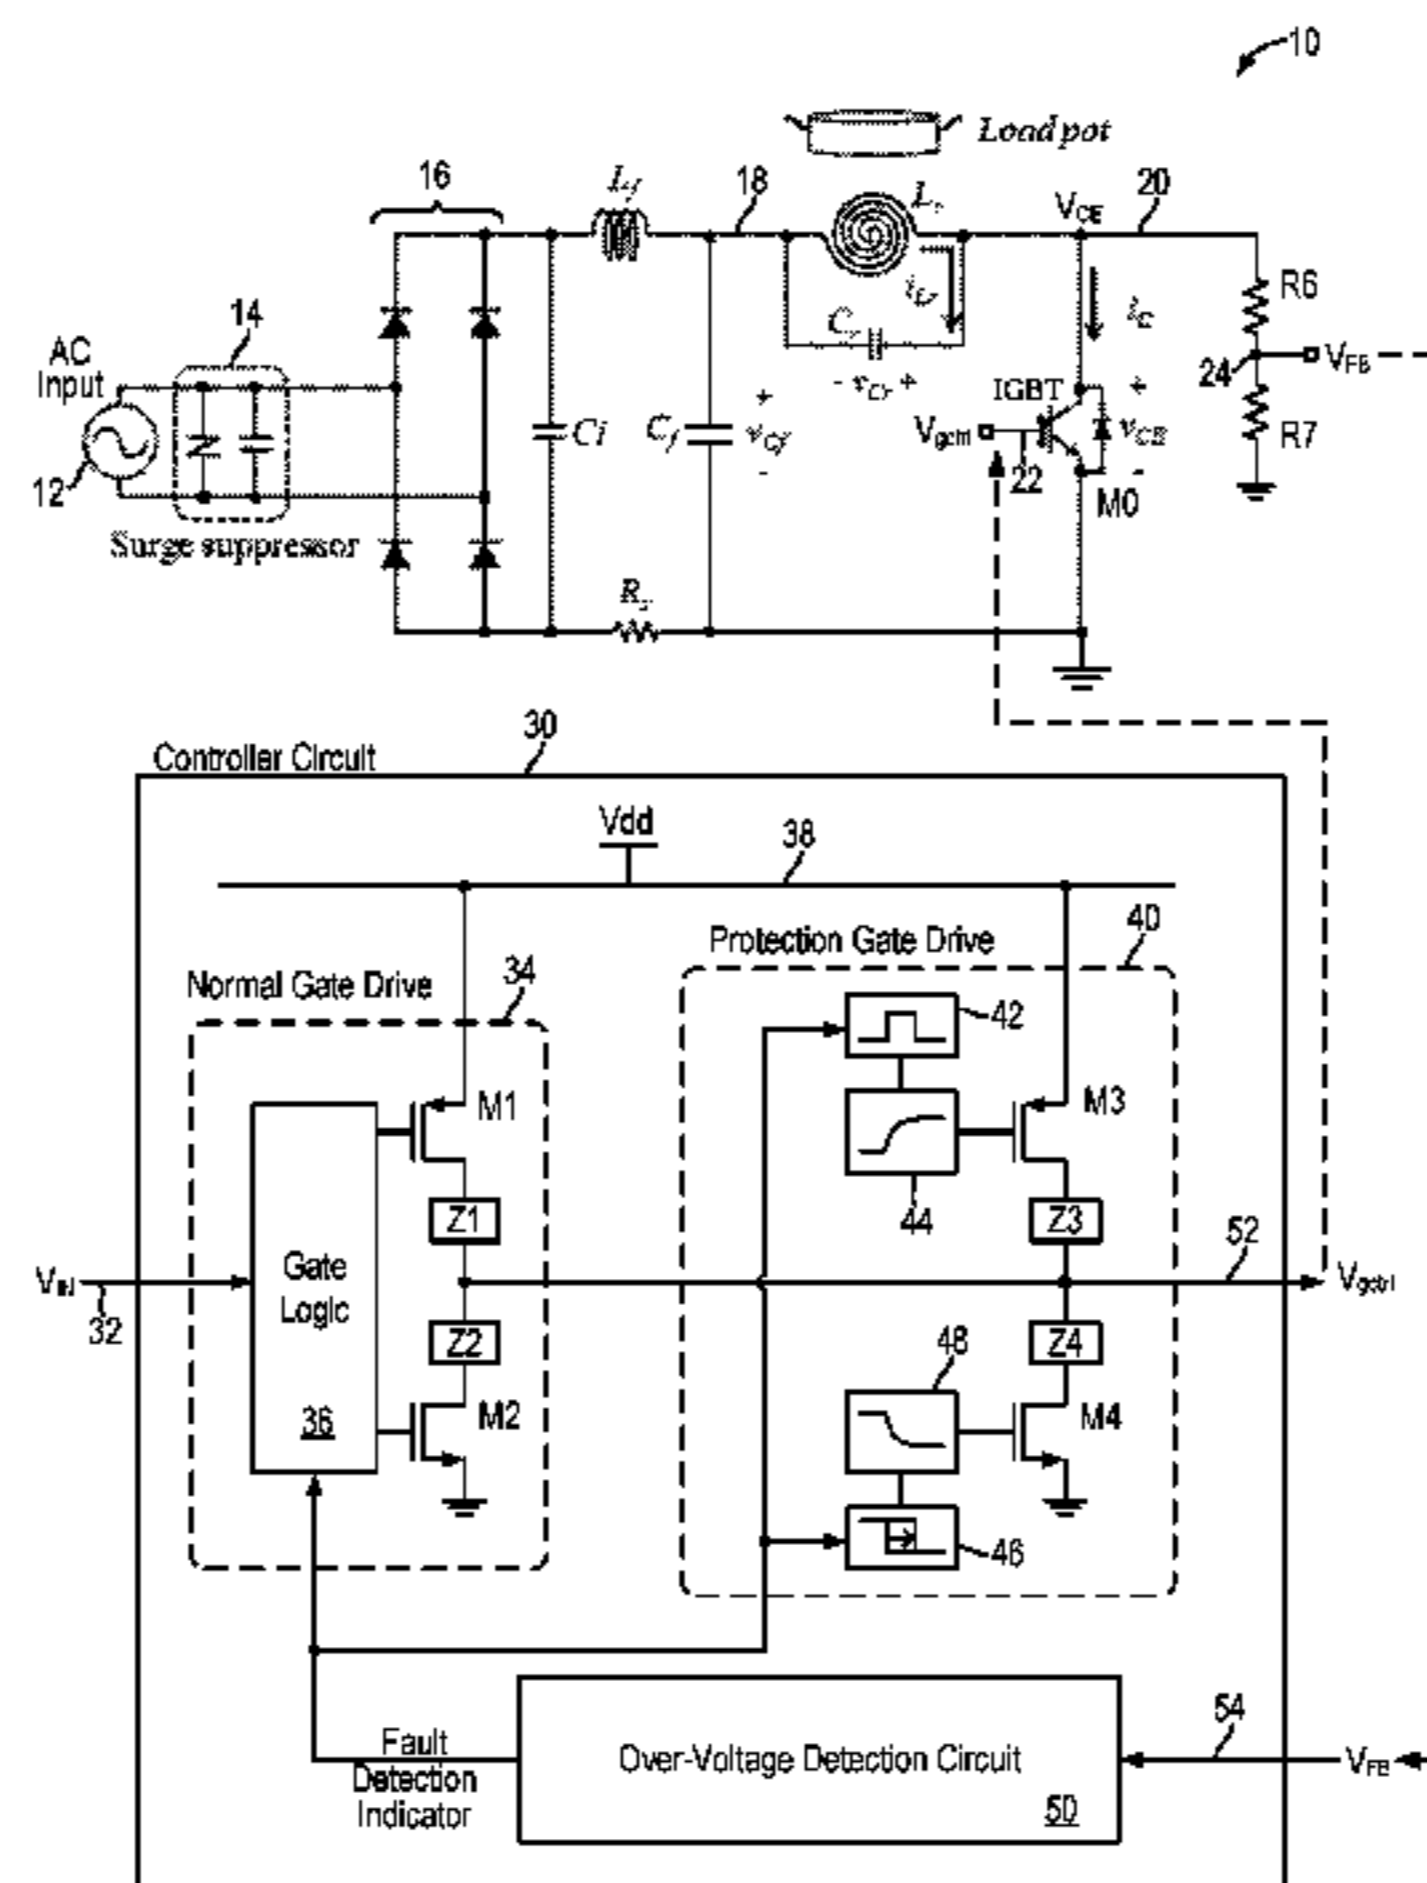 10
Load pot
16
Lf
18
Lr
VCE
20
R6
14
AC
Input
iLr
iC
Cr
24
VFB
- vCr +
IGBT
+
Ci
Cf
+
vCf
-
Vgctrl
vCE
-
R7
12
22
M0
Surge suppressor
Rs
30
Controller Circuit
Vdd
38
40
Protection Gate Drive
34
Normal Gate Drive
42
M1
M3
44
Z1
Z3
52
Gate
Logic
VIN
Vgctrl
32
Z2
48
Z4
36
M2
M4
46
54
Fault
Detection
Indicator
Over-Voltage Detection Circuit
VFB
50